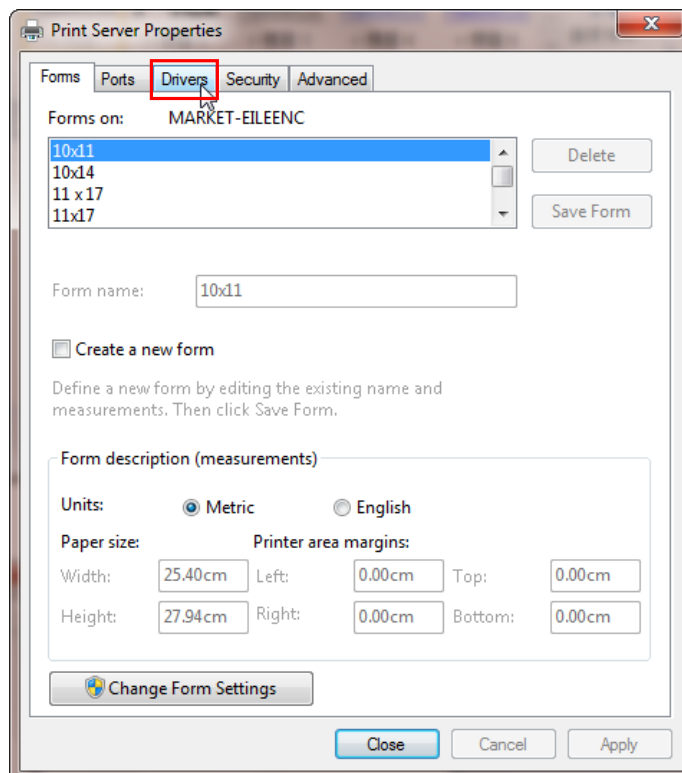 Print Server Properties
Forms Ports Drivers Security Advanced
Forms on: MARKET-EILEENC
10x11
10x14
11 x 17
11x17
Delete
Save Form
Form name: 10x11
Create a new form
Define a new form by editing the existing name and
measurements. Then click Save Form.
Form description (measurements)
Units: Metric English
Paper size: Printer area margins:
Width: 25.40cm Left: 0.00cm Top: 0.00cm
Height: 27.94cm Right: 0.00cm Bottom: 0.00cm
Change Form Settings
Close Cancel Apply